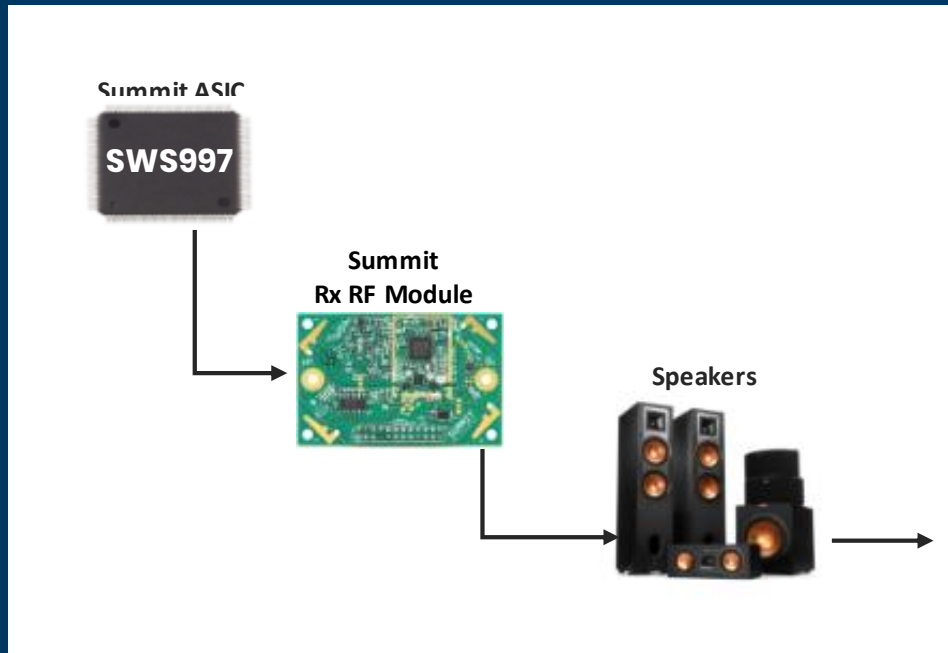 Summit ASIC
SWS997
Summit
Rx RF Module
Speakers